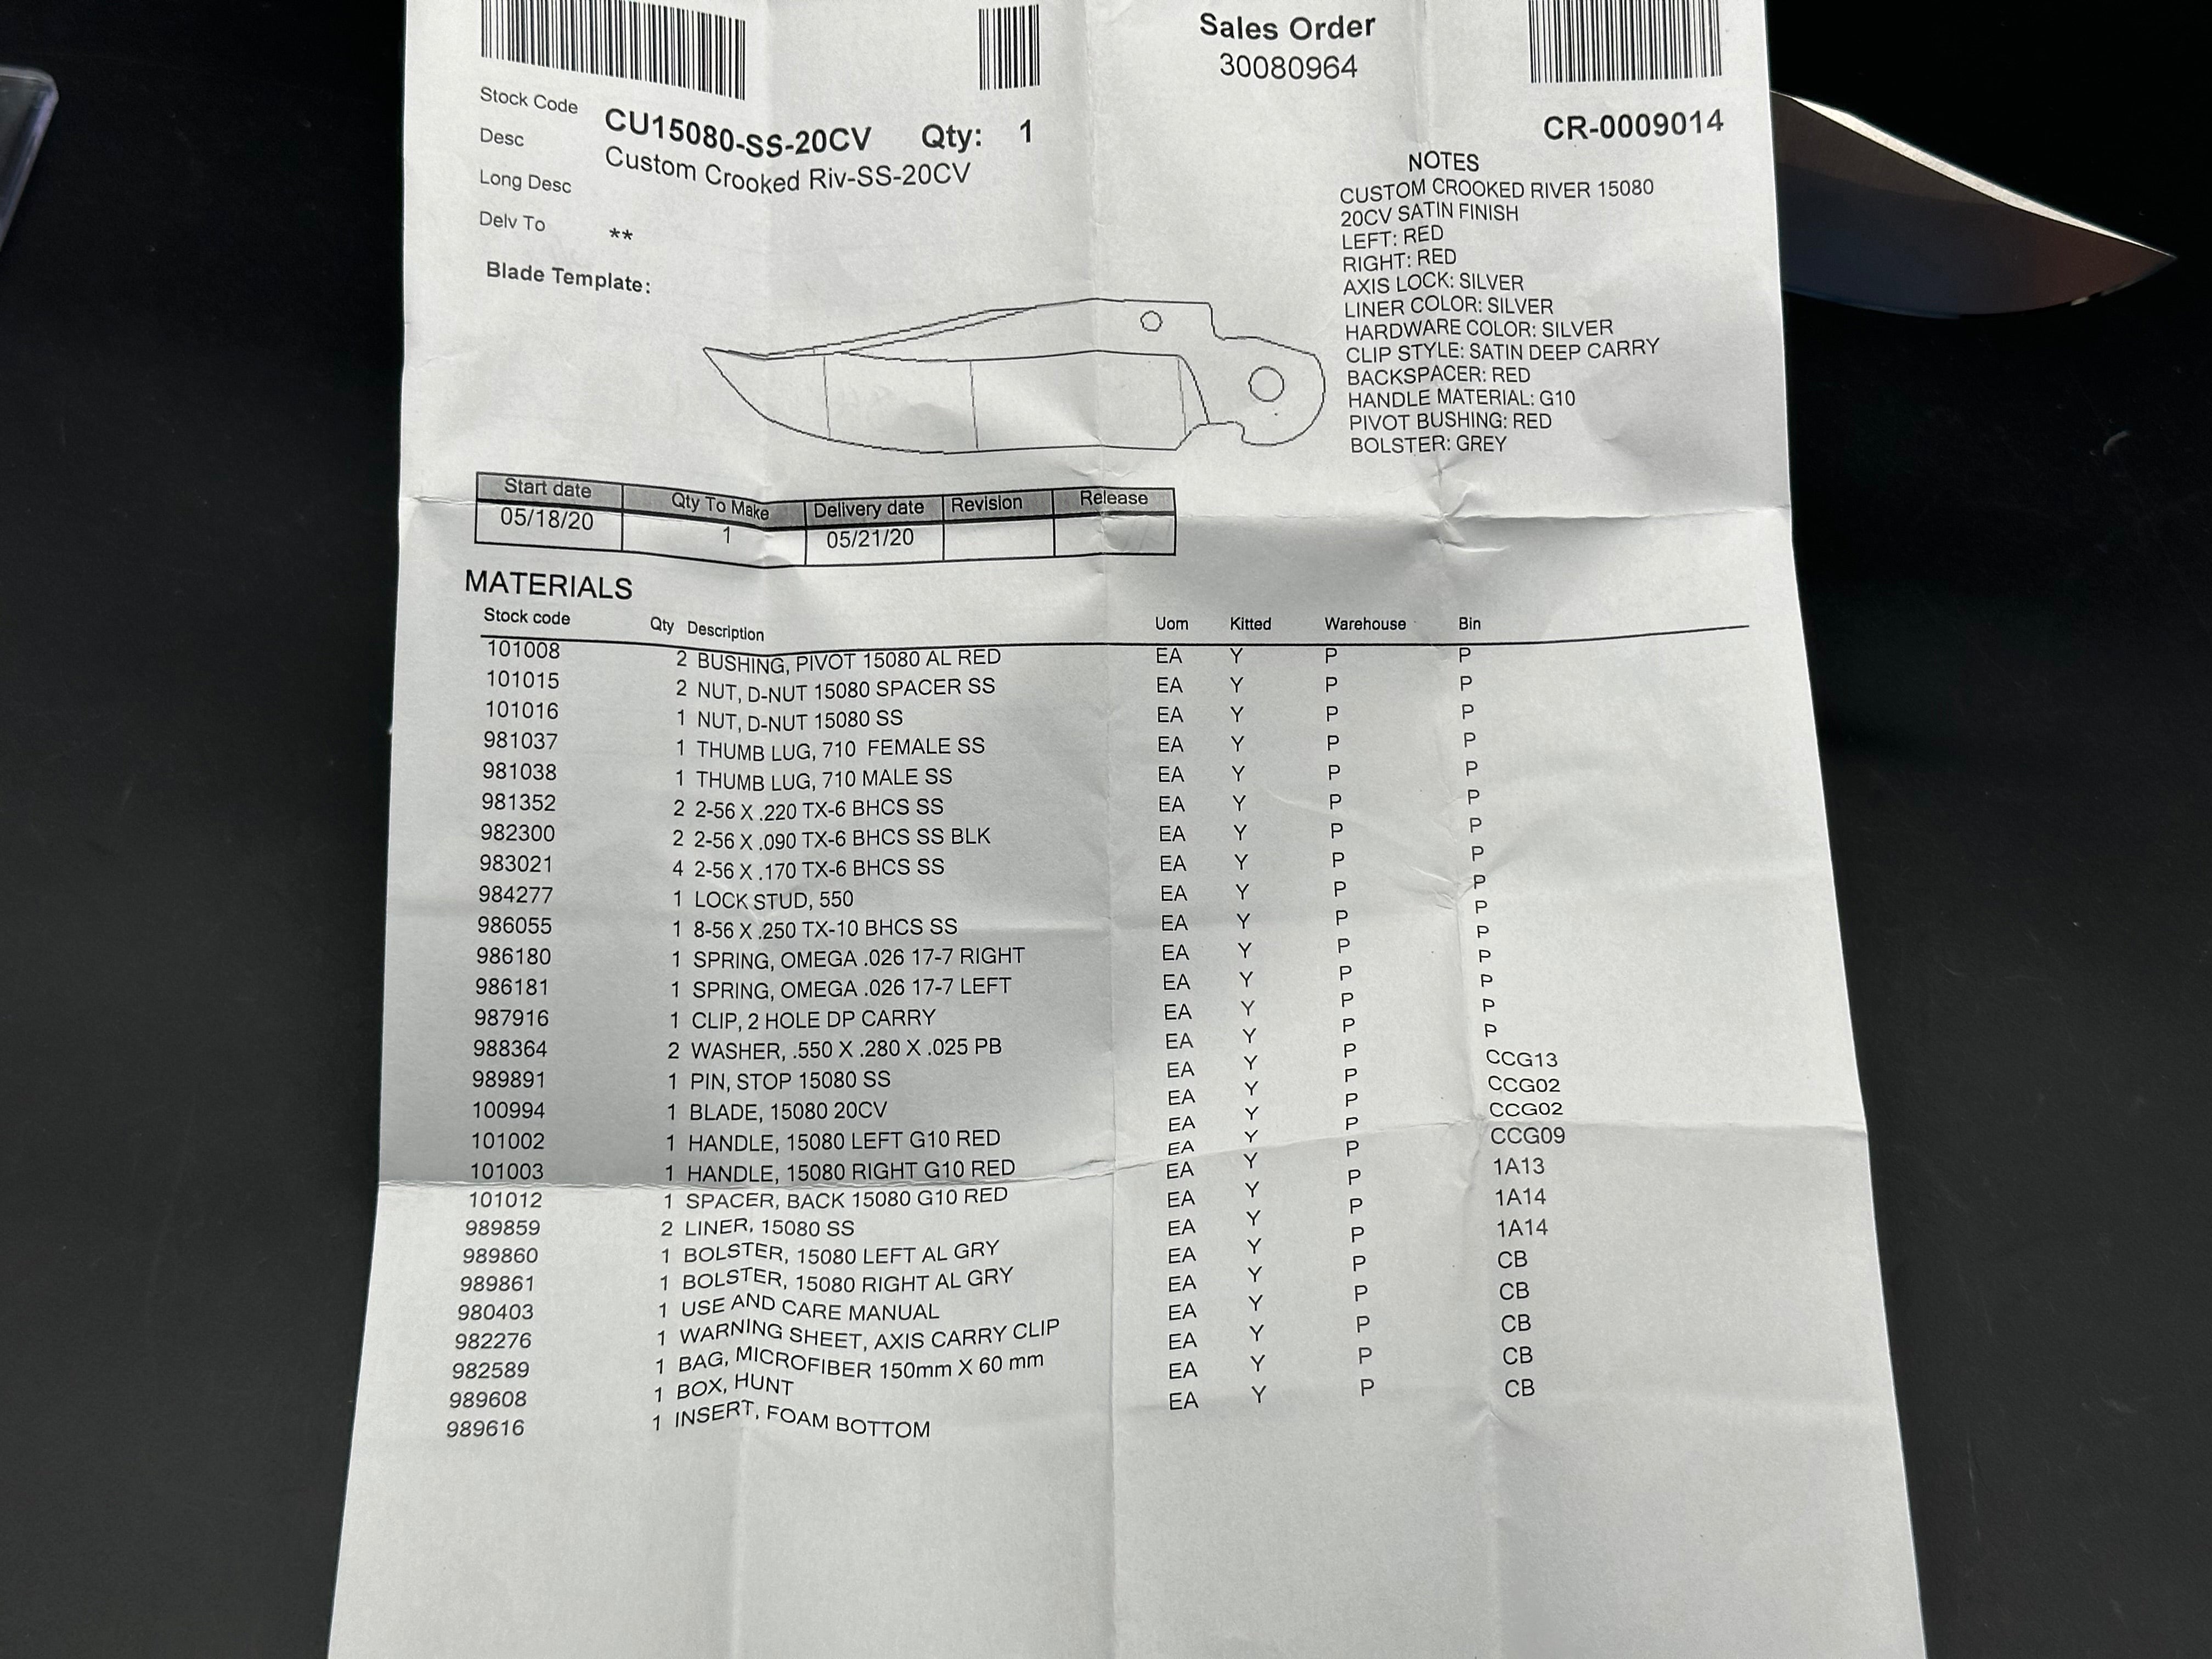 Sales Order
30080964
Stock Code CU15080-SS-20CV Qty: 1
CR-0009014
Desc Custom Crooked Riv-SS-20CV
Long Desc
Delv To **
Blade Template:
NOTES
CUSTOM CROOKED RIVER 15080
20CV SATIN FINISH
LEFT: RED
RIGHT: RED
AXIS LOCK: SILVER
LINER COLOR: SILVER
HARDWARE COLOR: SILVER
CLIP STYLE: SATIN DEEP CARRY
BACKSPACER: RED
HANDLE MATERIAL: G10
PIVOT BUSHING: RED
BOLSTER: GREY
Start date Qty To Make Delivery date Revision Release
05/18/20 1 05/21/20
MATERIALS
Stock code Qty Description Uom Kitted Warehouse Bin
101008 2 BUSHING, PIVOT 15080 AL RED EA Y P P
101015 2 NUT, D-NUT 15080 SPACER SS EA Y P P
101016 1 NUT, D-NUT 15080 SS EA Y P P
981037 1 THUMB LUG, 710 FEMALE SS EA Y P P
981038 1 THUMB LUG, 710 MALE SS EA Y P P
981352 2 2-56 X .220 TX-6 BHCS SS EA Y P P
982300 2 2-56 X .090 TX-6 BHCS SS BLK EA Y P P
983021 4 2-56 X .170 TX-6 BHCS SS EA Y P P
984277 1 LOCK STUD, 550 EA Y P P
986055 1 8-56 X .250 TX-10 BHCS SS EA Y P P
986180 1 SPRING, OMEGA .026 17-7 RIGHT EA Y P P
986181 1 SPRING, OMEGA .026 17-7 LEFT EA Y P P
987916 1 CLIP, 2 HOLE DP CARRY EA Y P P
988364 2 WASHER, .550 X .280 X .025 PB EA Y P P
989891 1 PIN, STOP 15080 SS EA Y P P
100994 1 BLADE, 15080 20CV EA Y P CCG13
101002 1 HANDLE, 15080 LEFT G10 RED EA Y P CCG02
101003 1 HANDLE, 15080 RIGHT G10 RED EA Y P CCG02
101012 1 SPACER, BACK 15080 G10 RED EA Y P CCG09
989859 2 LINER, 15080 SS EA Y P 1A13
989860 1 BOLSTER, 15080 LEFT AL GRY EA Y P 1A14
989861 1 BOLSTER, 15080 RIGHT AL GRY EA Y P 1A14
980403 1 USE AND CARE MANUAL EA Y P CB
982276 1 WARNING SHEET, AXIS CARRY CLIP EA Y P CB
982589 1 BAG, MICROFIBER 150mm X 60 mm EA Y P CB
989608 1 BOX, HUNT EA Y P CB
989616 1 INSERT, FOAM BOTTOM EA Y P CB